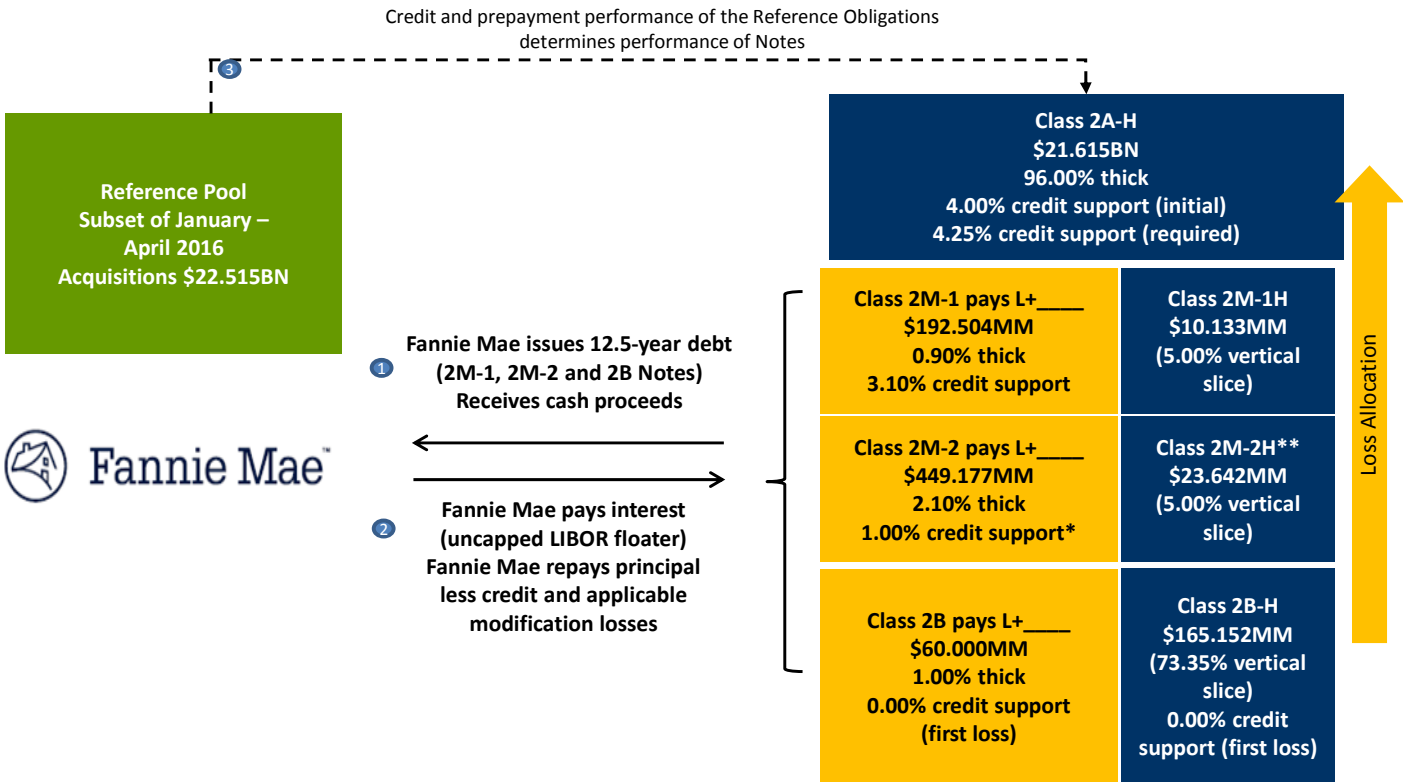 Credit and prepayment performance of the Reference Obligations
determines performance of Notes
3
Reference Pool
Subset of January –
April 2016
Acquisitions $22.515BN
Class 2A-H
$21.615BN
96.00% thick
4.00% credit support (initial)
4.25% credit support (required)
1
Fannie Mae issues 12.5-year debt
(2M-1, 2M-2 and 2B Notes)
Receives cash proceeds
Fannie Mae™
2
Fannie Mae pays interest
(uncapped LIBOR floater)
Fannie Mae repays principal
less credit and applicable
modification losses
Class 2M-1 pays L+____
$192.504MM
0.90% thick
3.10% credit support
Class 2M-1H
$10.133MM
(5.00% vertical
slice)
Class 2M-2 pays L+____
$449.177MM
2.10% thick
1.00% credit support*
Class 2M-2H**
$23.642MM
(5.00% vertical
slice)
Class 2B pays L+____
$60.000MM
1.00% thick
0.00% credit support
(first loss)
Class 2B-H
$165.152MM
(73.35% vertical
slice)
0.00% credit
support (first loss)
Loss Allocation